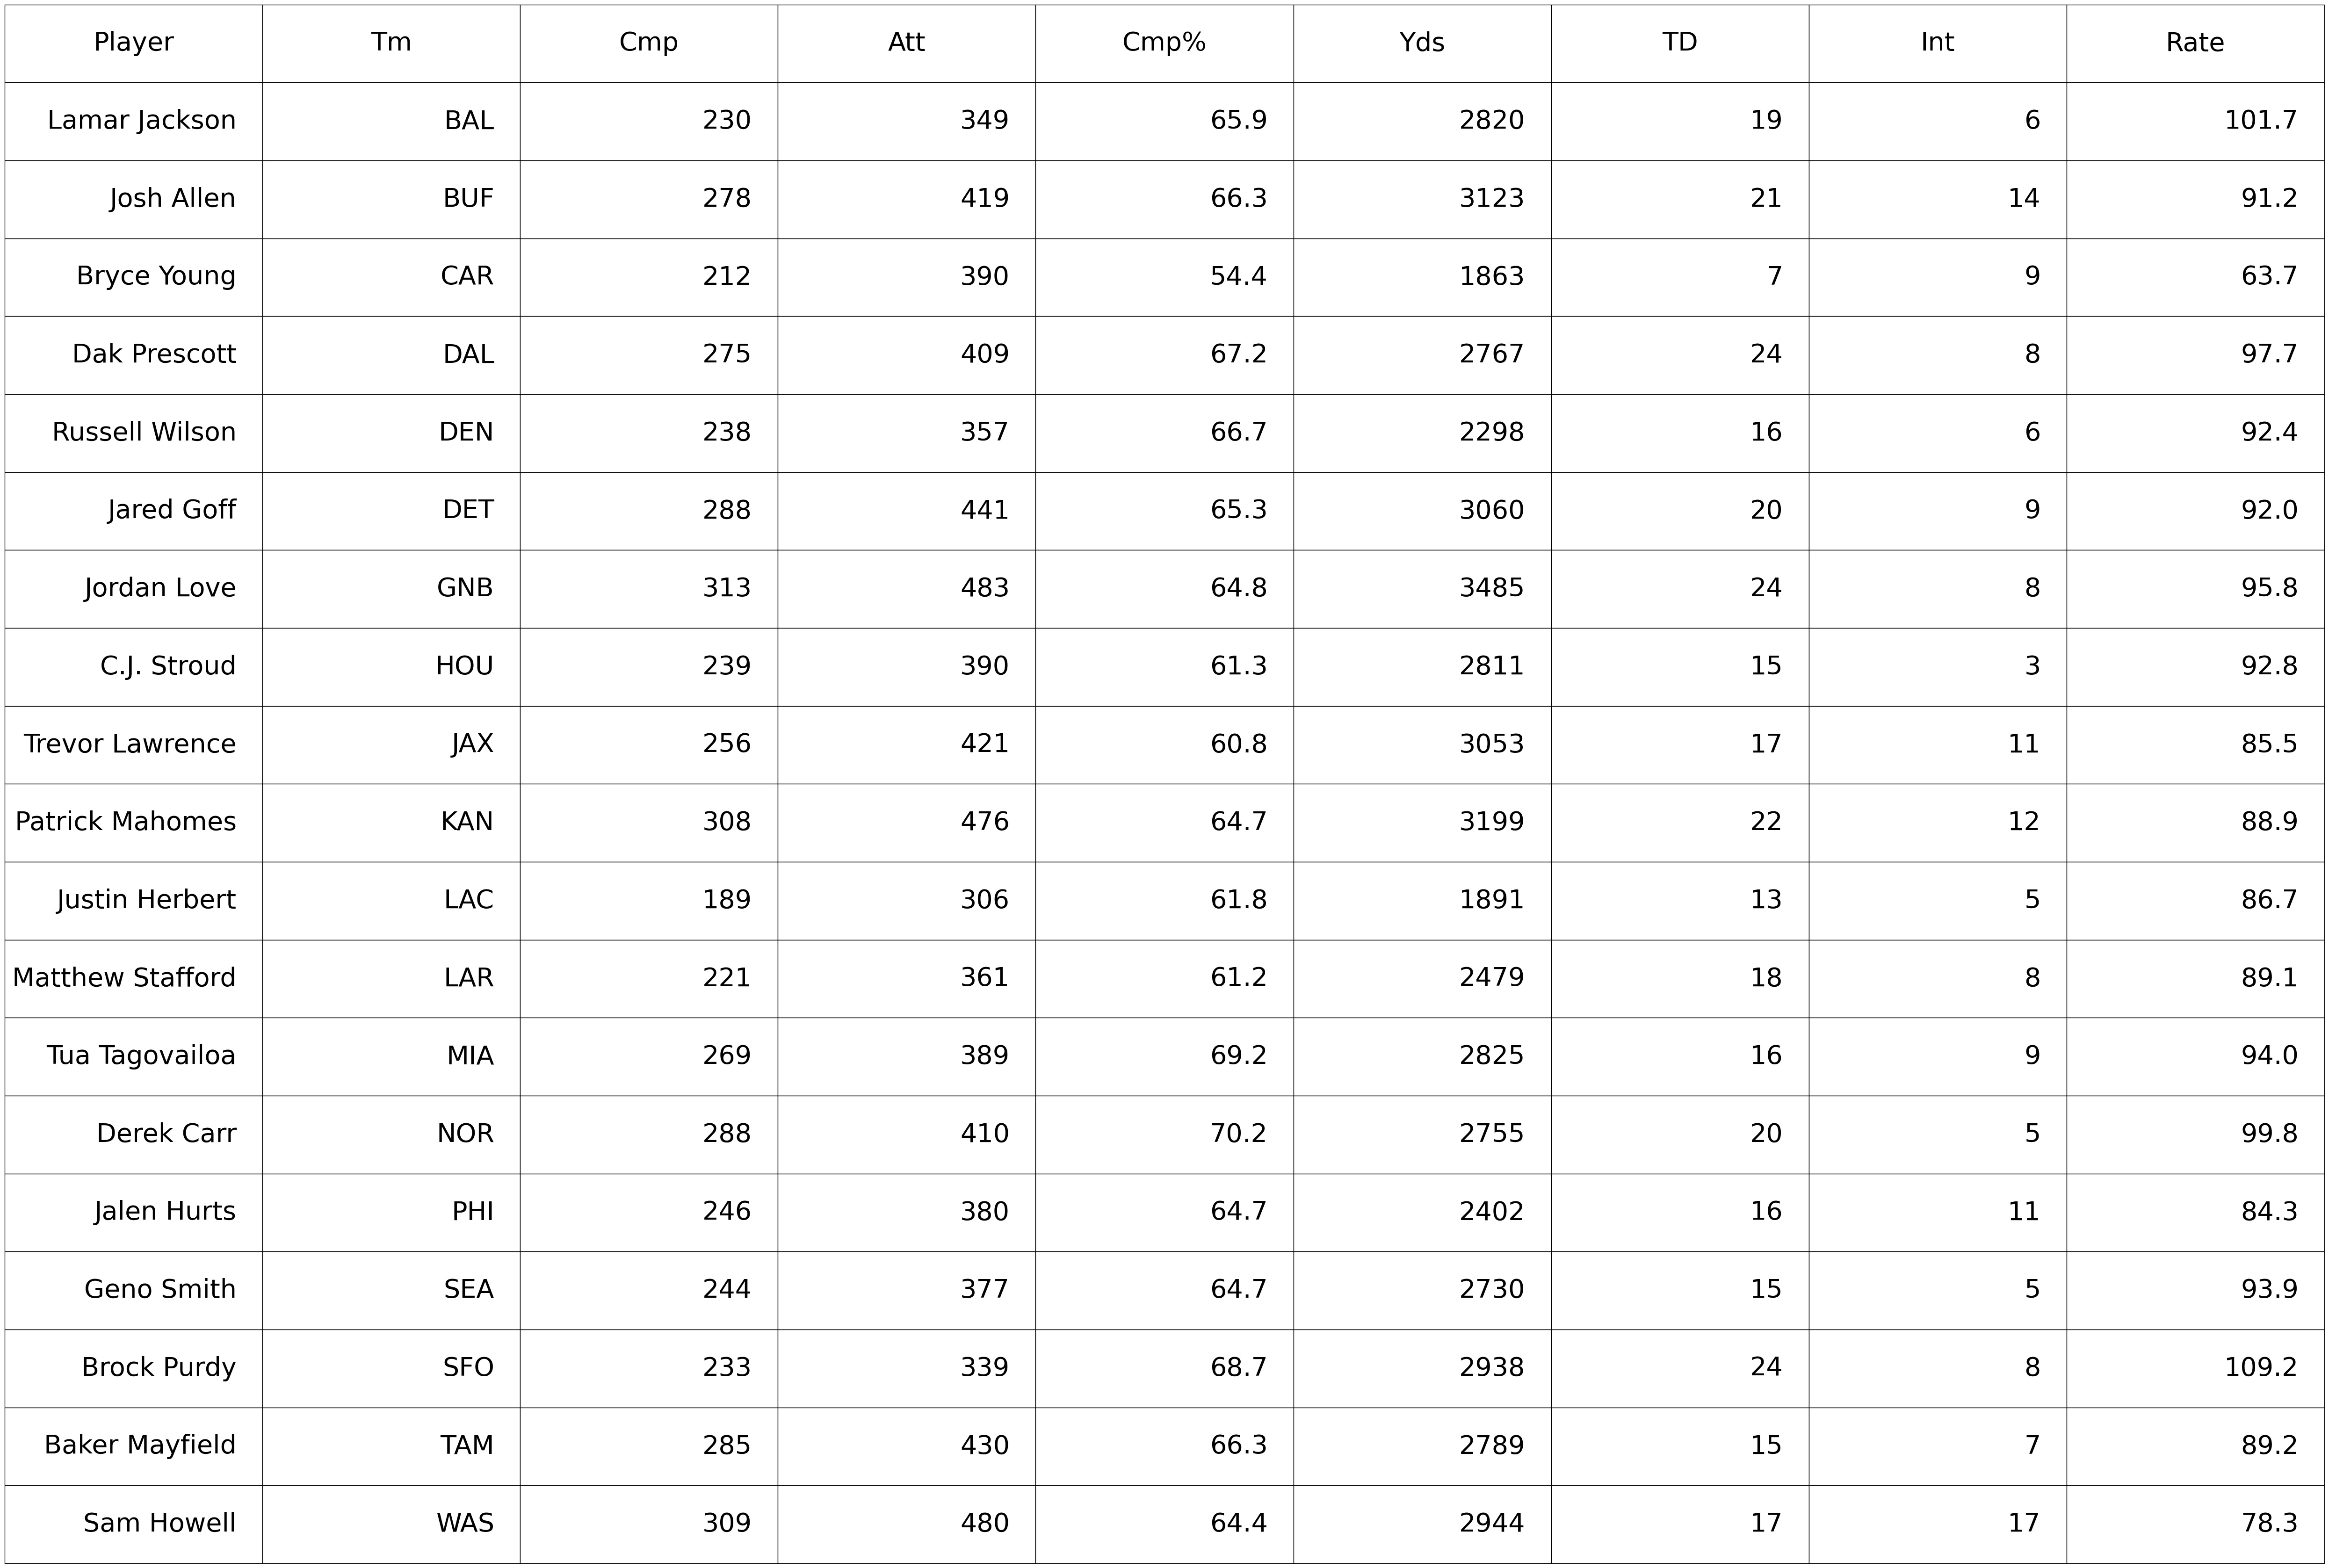 Player Tm Cmp Att Cmp% Yds TD Int Rate
Lamar Jackson BAL 230 349 65.9 2820 19 6 101.7
Josh Allen BUF 278 419 66.3 3123 21 14 91.2
Bryce Young CAR 212 390 54.4 1863 7 9 63.7
Dak Prescott DAL 275 409 67.2 2767 24 8 97.7
Russell Wilson DEN 238 357 66.7 2298 16 6 92.4
Jared Goff DET 288 441 65.3 3060 20 9 92.0
Jordan Love GNB 313 483 64.8 3485 24 8 95.8
C.J. Stroud HOU 239 390 61.3 2811 15 3 92.8
Trevor Lawrence JAX 256 421 60.8 3053 17 11 85.5
Patrick Mahomes KAN 308 476 64.7 3199 22 12 88.9
Justin Herbert LAC 189 306 61.8 1891 13 5 86.7
Matthew Stafford LAR 221 361 61.2 2479 18 8 89.1
Tua Tagovailoa MIA 269 389 69.2 2825 16 9 94.0
Derek Carr NOR 288 410 70.2 2755 20 5 99.8
Jalen Hurts PHI 246 380 64.7 2402 16 11 84.3
Geno Smith SEA 244 377 64.7 2730 15 5 93.9
Brock Purdy SFO 233 339 68.7 2938 24 8 109.2
Baker Mayfield TAM 285 430 66.3 2789 15 7 89.2
Sam Howell WAS 309 480 64.4 2944 17 17 78.3